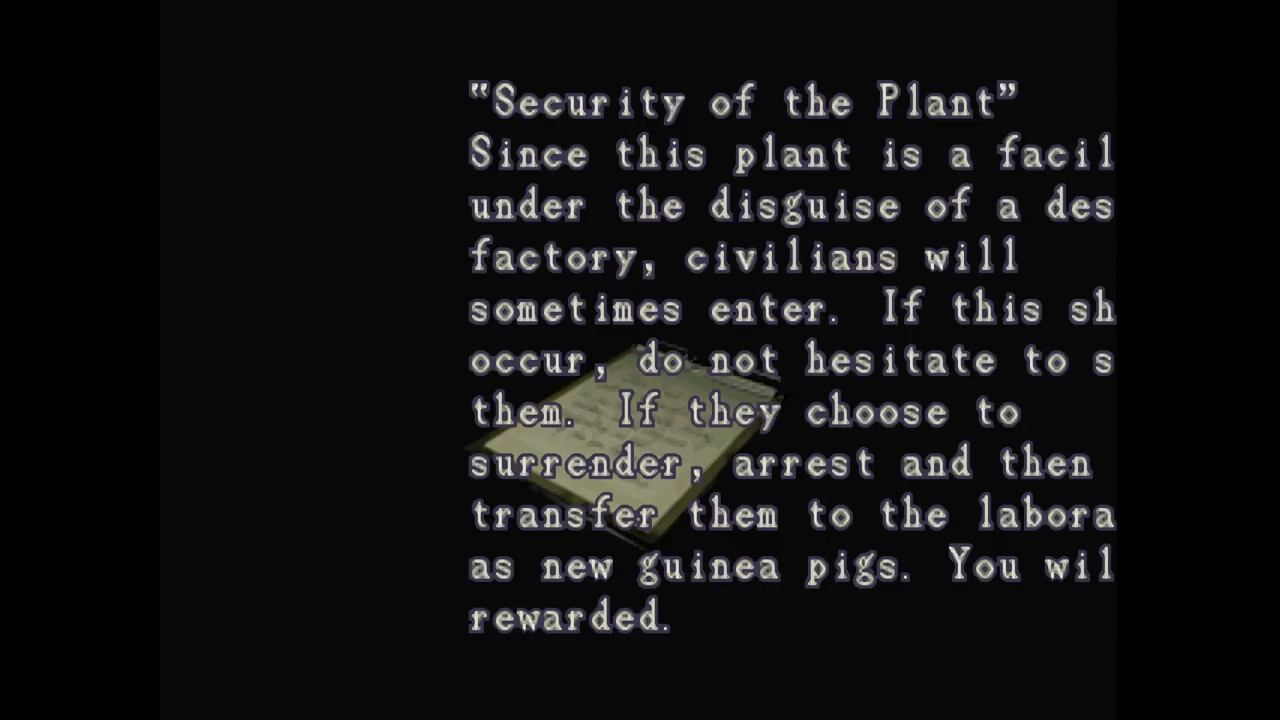 “Security of the Plant”
Since this plant is a facil
under the disguise of a des
factory, civilians will
sometimes enter. If this sh
occur, do not hesitate to s
them. If they choose to
surrender, arrest and then
transfer them to the labora
as new guinea pigs. You wil
rewarded.